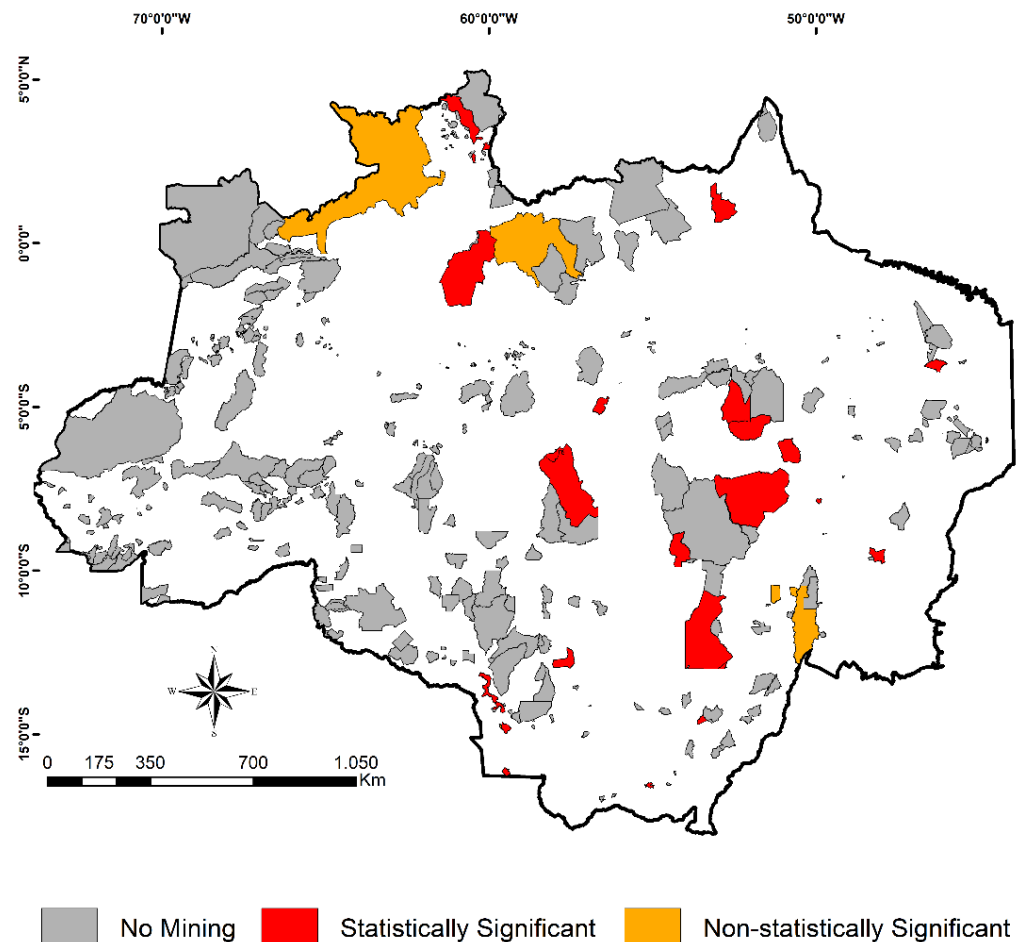 70°0'0"W 60°0'0"W 50°0'0"W
5°0'0"N
0°0'0"
5°0'0"S
10°0'0"S
15°0'0"S
N
W E
S
0 175 350 700 1.050
Km
No Mining Statistically Significant Non-statistically Significant